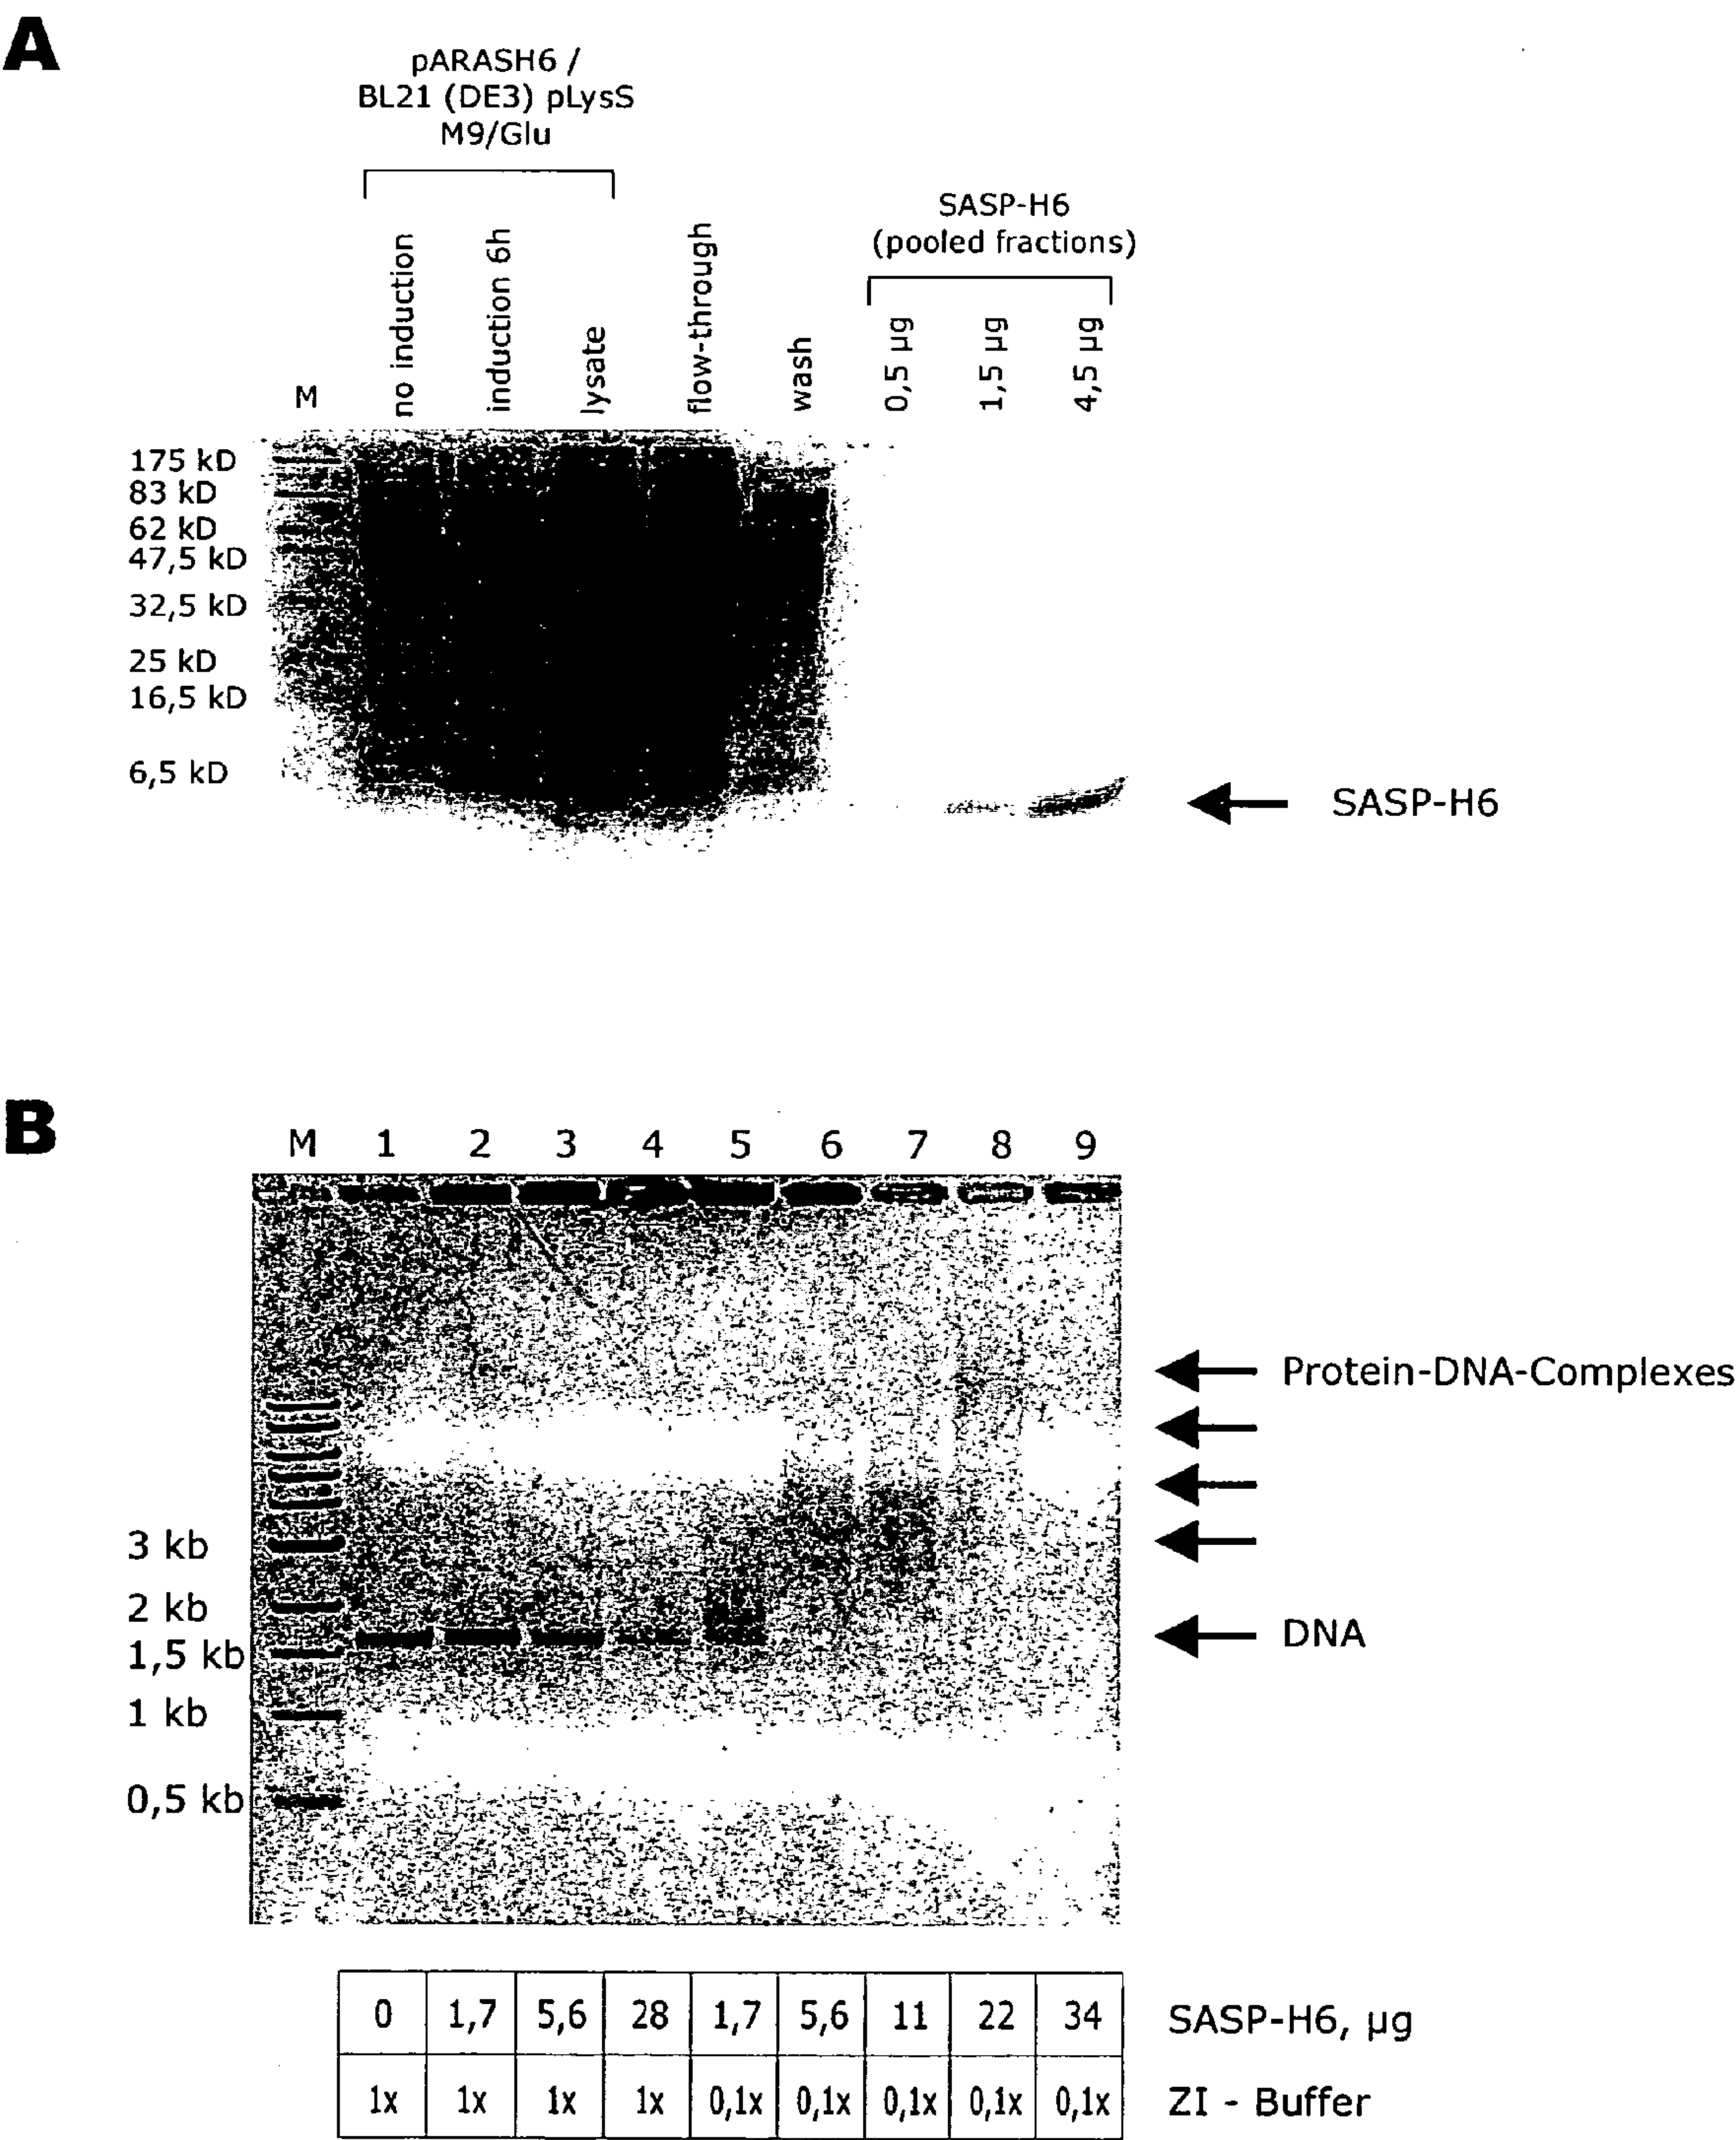 A
pARASH6 /
BL21 (DE3) pLysS
M9/Glu
SASP-H6
(pooled fractions)
M
no induction
induction 6h
lysate
flow-through
wash
0,5 µg
1,5 µg
4,5 µg
175 kD
83 kD
62 kD
47,5 kD
32,5 kD
25 kD
16,5 kD
6,5 kD
SASP-H6
B
M 1 2 3 4 5 6 7 8 9
Protein-DNA-Complexes
3 kb
2 kb
DNA
1,5 kb
1 kb
0,5 kb
0 1,7 5,6 28 1,7 5,6 11 22 34 SASP-H6, µg
1x 1x 1x 1x 0,1x 0,1x 0,1x 0,1x 0,1x ZI - Buffer